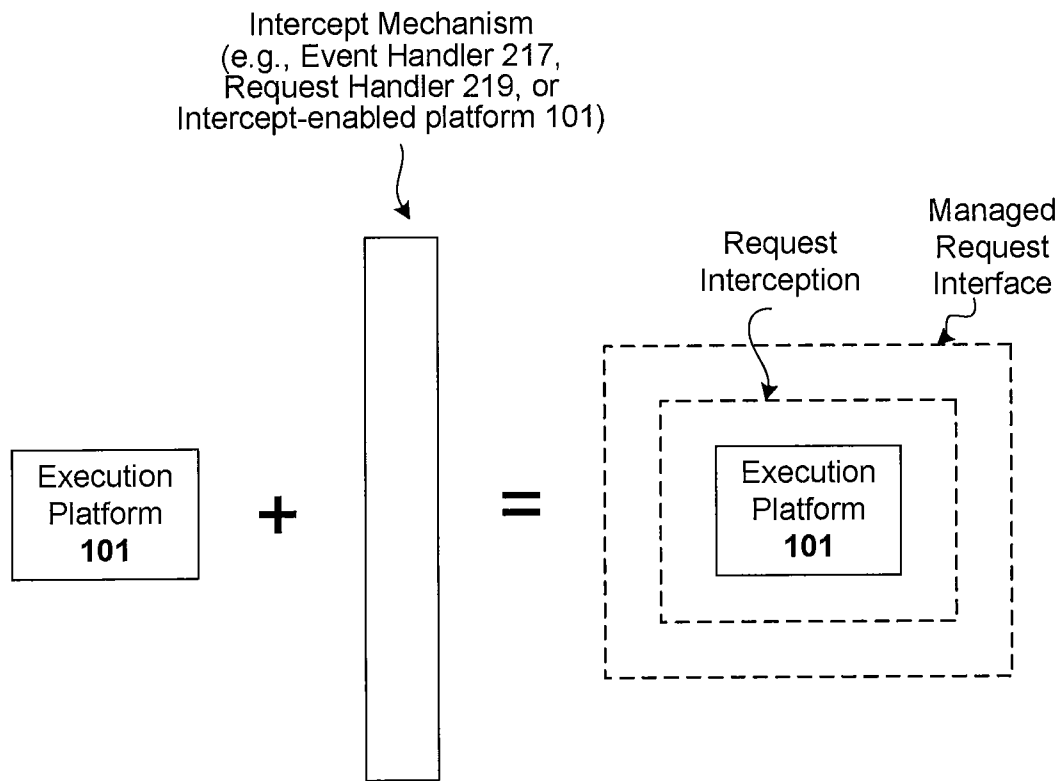 Intercept Mechanism
(e.g., Event Handler 217,
Request Handler 219, or
Intercept-enabled platform 101)
Managed
Request
Interface
Request
Interception
Execution
Platform
101
+
=
Execution
Platform
101